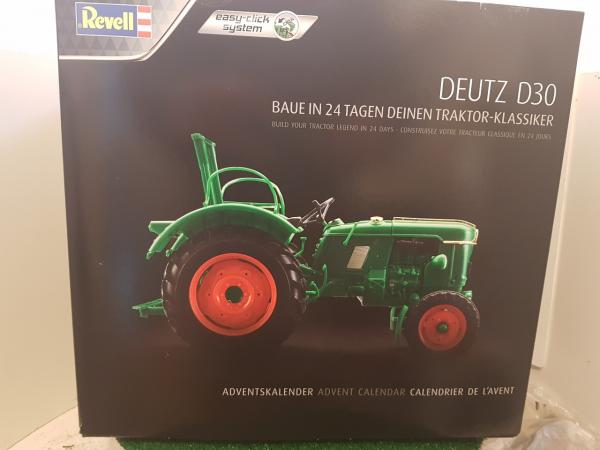 Revell
easy-click
system
DEUTZ D30
BAUE IN 24 TAGEN DEINEN TRAKTOR-KLASSIKER
BUILD YOUR TRACTOR LEGEND IN 24 DAYS - CONSTRUISEZ VOTRE TRACTEUR CLASSIQUE EN 24 JOURS
ADVENTSKALENDER ADVENT CALENDAR CALENDRIER DE L'AVENT